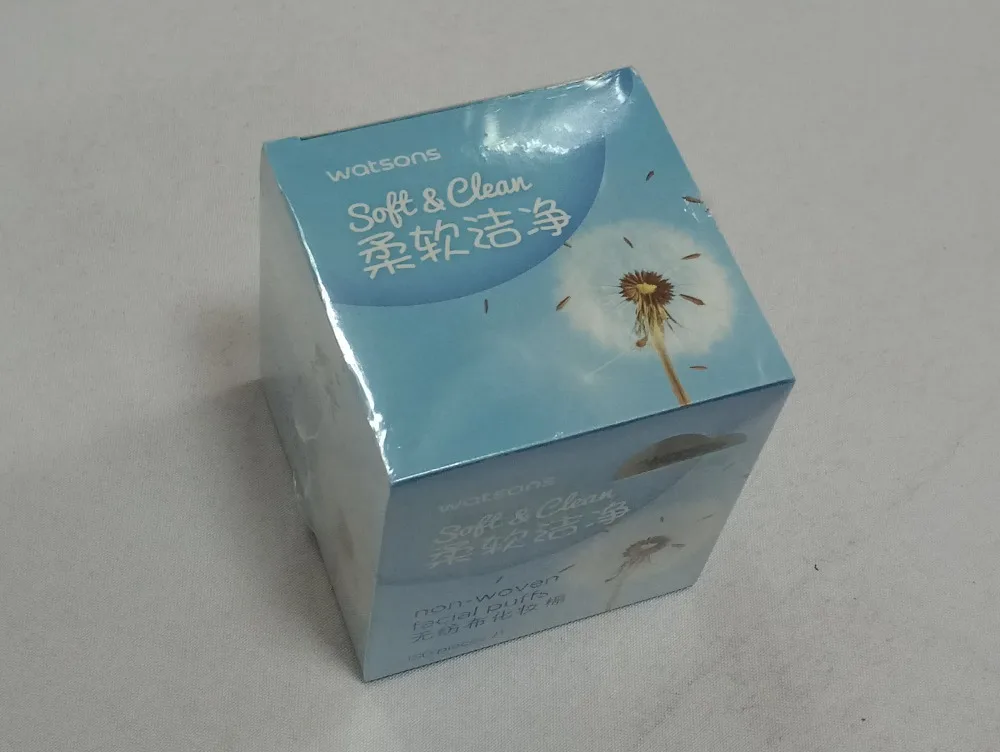 watsons
Soft & Clean
柔软洁净
watsons
Soft & Clean
柔软洁净
non-woven
facial puffs
无纺布化妆棉